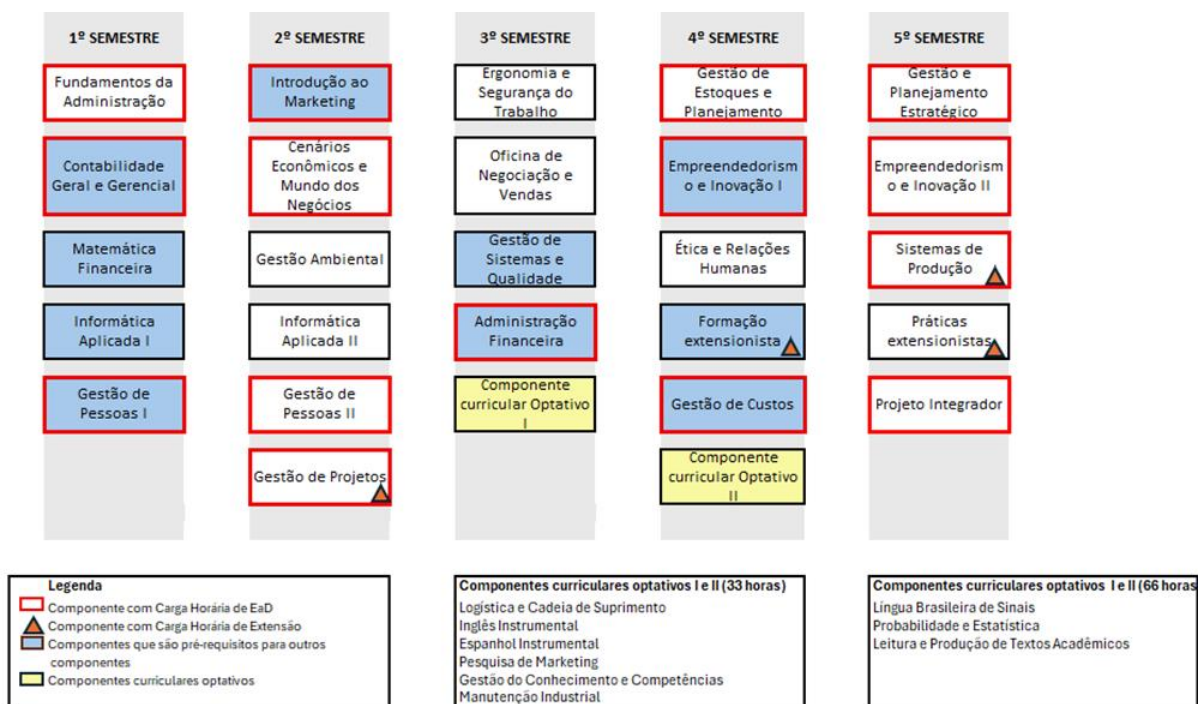 1º SEMESTRE
Fundamentos da
Administração
Contabilidade
Geral e Gerencial
Matemática
Financeira
Informática
Aplicada I
Gestão de
Pessoas I
2º SEMESTRE
Introdução ao
Marketing
Cenários
Econômicos e
Mundo dos
Negócios
Gestão Ambiental
Informática
Aplicada II
Gestão de
Pessoas II
Gestão de Projetos
3º SEMESTRE
Ergonomia e
Segurança do
Trabalho
Oficina de
Negociação e
Vendas
Gestão de
Sistemas e
Qualidade
Administração
Financeira
Componente
curricular Optativo
I
4º SEMESTRE
Gestão de
Estoques e
Planejamento
Empreendedorism
o e Inovação I
Ética e Relações
Humanas
Formação
extensionista
Gestão de Custos
Componente
curricular Optativo
II
5º SEMESTRE
Gestão e
Planejamento
Estratégico
Empreendedorism
o e Inovação II
Sistemas de
Produção
Práticas
extensionistas
Projeto Integrador
Legenda
Componente com Carga Horária de EaD
Componente com Carga Horária de Extensão
Componentes que são pré-requisitos para outros
componentes
Componentes curriculares optativos
Componentes curriculares optativos I e II (33 horas)
Logística e Cadeia de Suprimento
Inglês Instrumental
Espanhol Instrumental
Pesquisa de Marketing
Gestão do Conhecimento e Competências
Manutenção Industrial
Componentes curriculares optativos I e II (66 horas
Língua Brasileira de Sinais
Probabilidade e Estatística
Leitura e Produção de Textos Acadêmicos